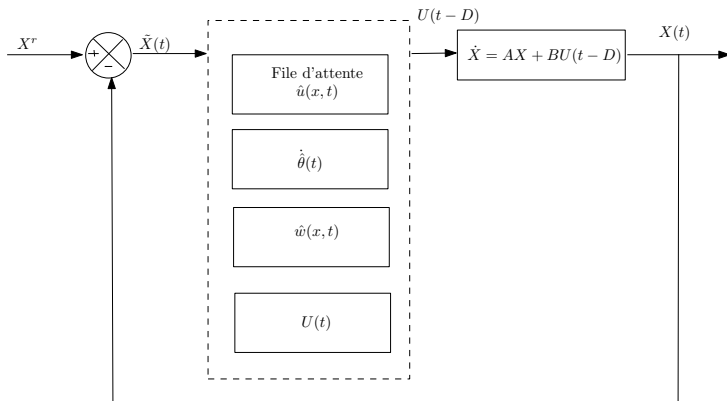 U(t−D)
X^r
+
−
X̃(t)
Ẋ = AX + BU(t−D)
X(t)
File d'attente
û(x,t)
θ̂̇(t)
ŵ(x,t)
U(t)